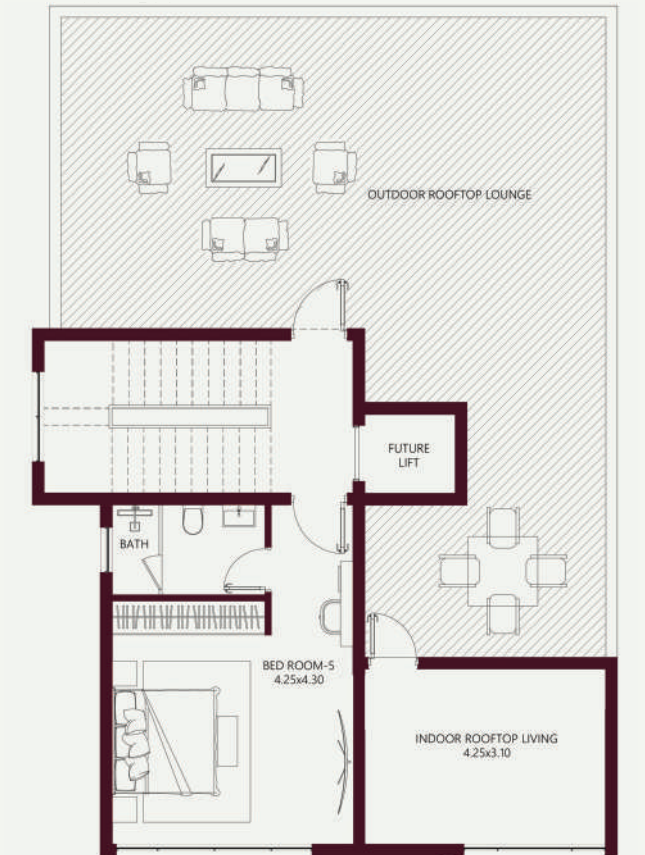 OUTDOOR ROOFTOP LOUNGE
FUTURE
LIFT
BATH
BED ROOM-5
4.25x4.30
INDOOR ROOFTOP LIVING
4.25x3.10